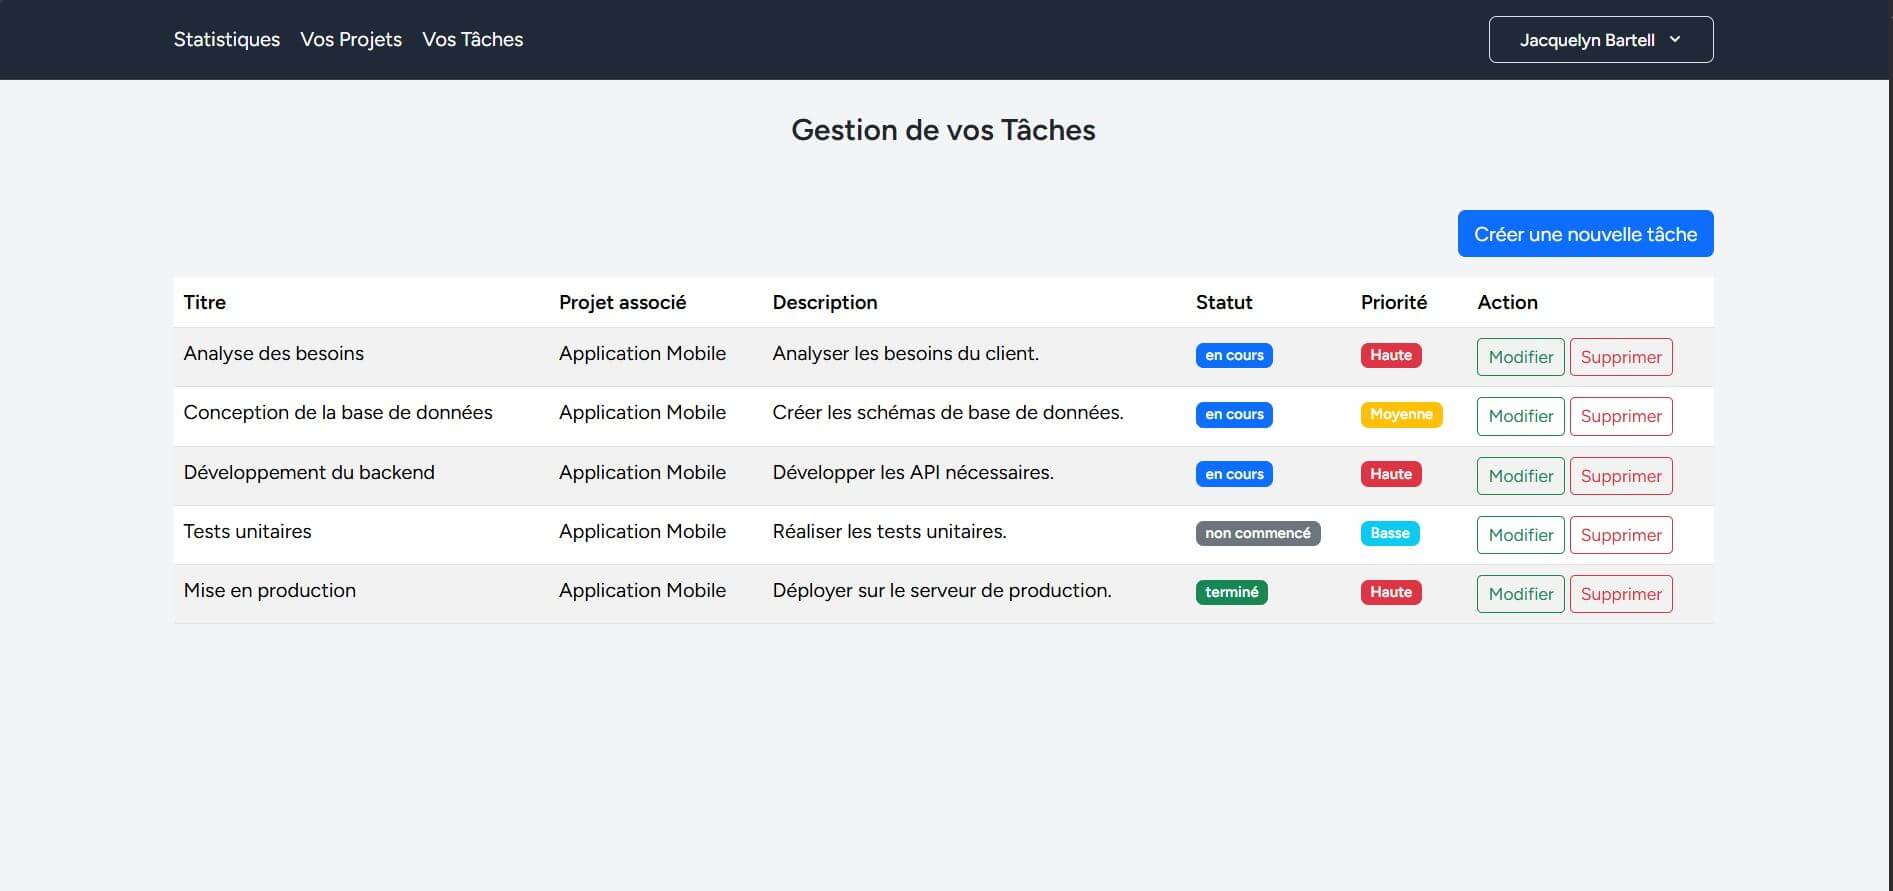 Statistiques Vos Projets Vos Tâches Jacquelyn Bartell
Gestion de vos Tâches
Créer une nouvelle tâche
Titre Projet associé Description Statut Priorité Action
Analyse des besoins Application Mobile Analyser les besoins du client. en cours Haute Modifier Supprimer
Conception de la base de données Application Mobile Créer les schémas de base de données. en cours Moyenne Modifier Supprimer
Développement du backend Application Mobile Développer les API nécessaires. en cours Haute Modifier Supprimer
Tests unitaires Application Mobile Réaliser les tests unitaires. non commencé Basse Modifier Supprimer
Mise en production Application Mobile Déployer sur le serveur de production. terminé Haute Modifier Supprimer